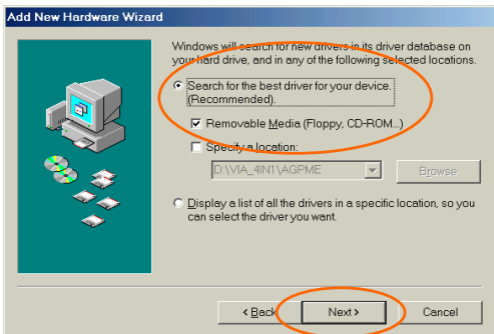 Add New Hardware Wizard
Windows will search for new drivers in its driver database on
your hard drive, and in any of the following selected locations.
Search for the best driver for your device.
(Recommended).
Removable Media (Floppy, CD-ROM...)
Specify a location:
D:\VIA_4IN1\AGPME
Browse
Display a list of all the drivers in a specific location, so you
can select the driver you want.
< Back
Next >
Cancel